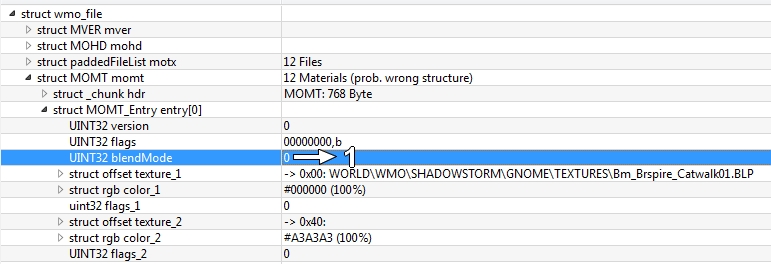 struct wmo_file
struct MVER mver
struct MOHD mohd
struct paddedFileList motx 12 Files
struct MOMT momt 12 Materials (prob. wrong structure)
struct _chunk hdr MOMT: 768 Byte
struct MOMT_Entry entry[0]
UINT32 version 0
UINT32 flags 00000000,b
UINT32 blendMode 0 1
struct offset texture_1 -> 0x00: WORLD\WMO\SHADOWSTORM\GNOME\TEXTURES\Bm_Brspire_Catwalk01.BLP
struct rgb color_1 #000000 (100%)
uint32 flags_1 0
struct offset texture_2 -> 0x40:
struct rgb color_2 #A3A3A3 (100%)
UINT32 flags_2 0